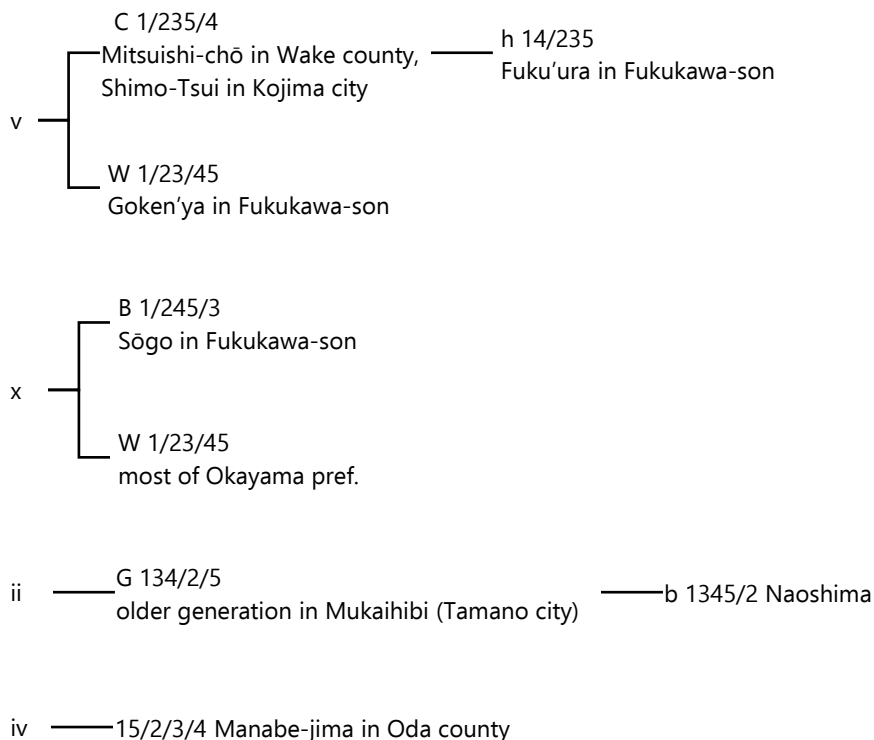 C 1/235/4
Mitsuishi-chō in Wake county,
Shimo-Tsui in Kojima city
h 14/235
Fuku’ura in Fukukawa-son
v
W 1/23/45
Goken’ya in Fukukawa-son
B 1/245/3
Sōgo in Fukukawa-son
x
W 1/23/45
most of Okayama pref.
ii
G 134/2/5
older generation in Mukaihibi (Tamano city)
b 1345/2 Naoshima
iv
15/2/3/4 Manabe-jima in Oda county